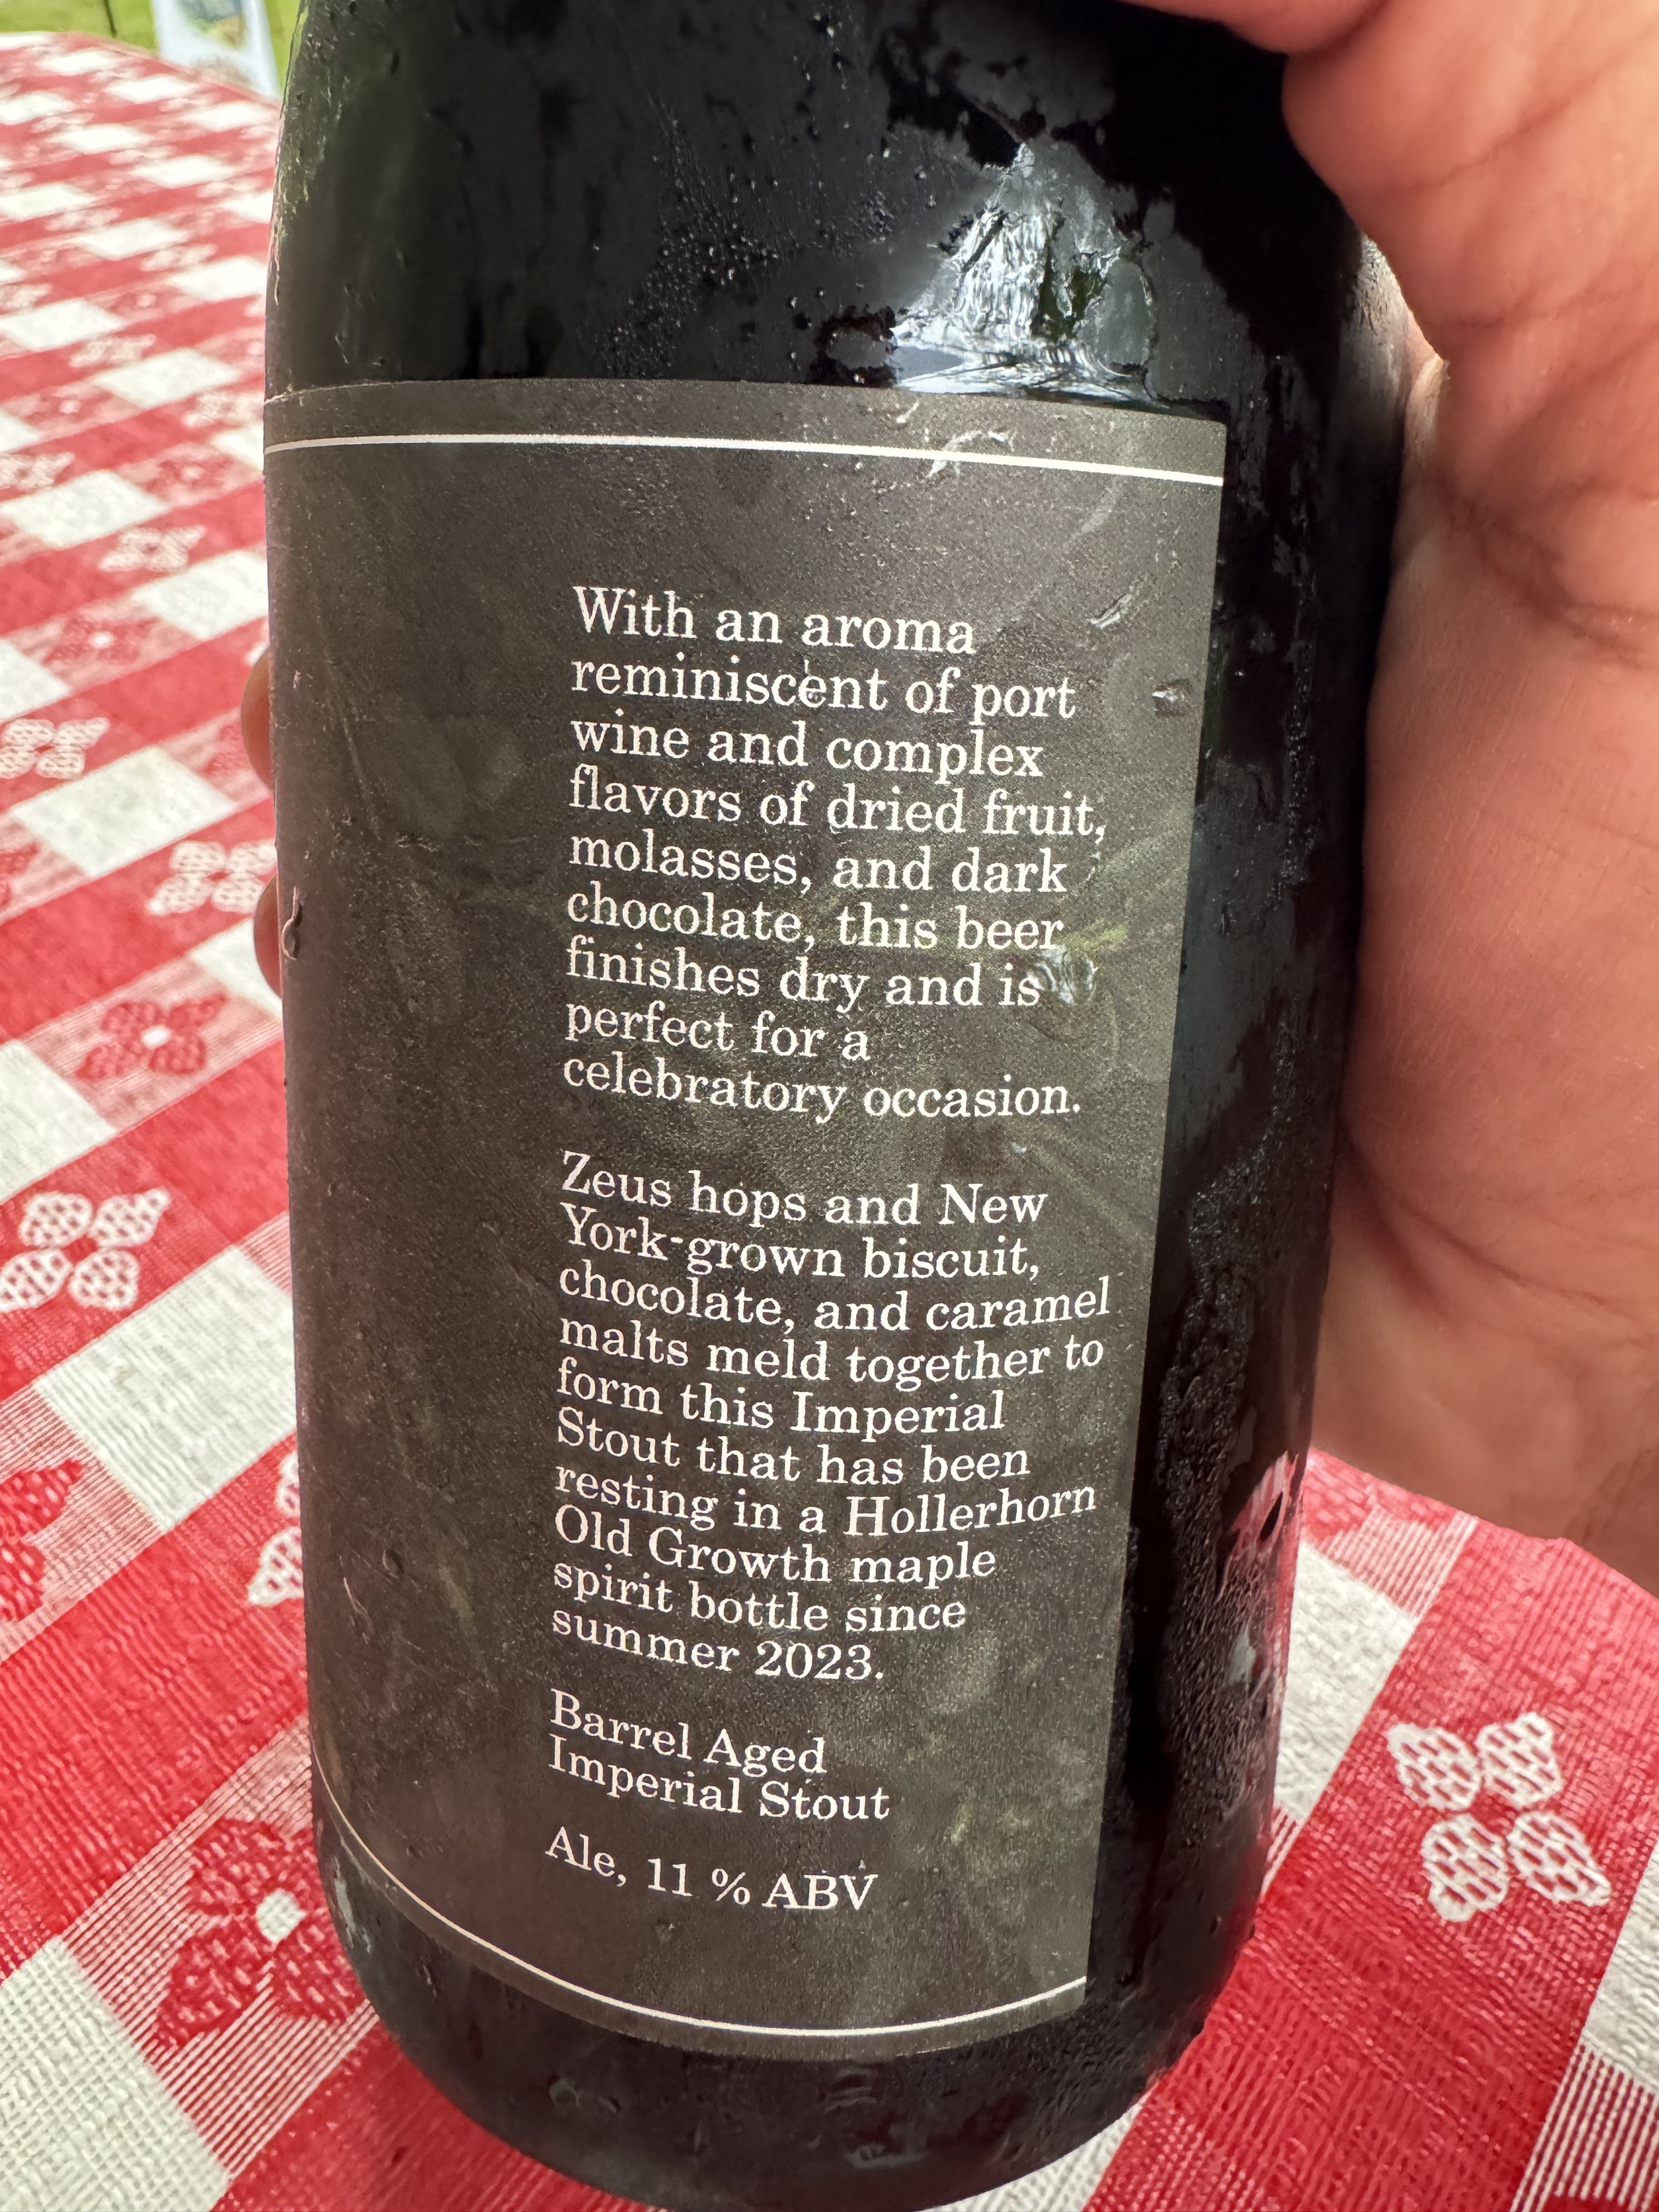 With an aroma
reminiscent of port
wine and complex
flavors of dried fruit,
molasses, and dark
chocolate, this beer
finishes dry and is
perfect for a
celebratory occasion.
Zeus hops and New
York-grown biscuit,
chocolate, and caramel
malts meld together to
form this Imperial
Stout that has been
resting in a Hollerhorn
Old Growth maple
spirit bottle since
summer 2023.
Barrel Aged
Imperial Stout
Ale, 11 % ABV